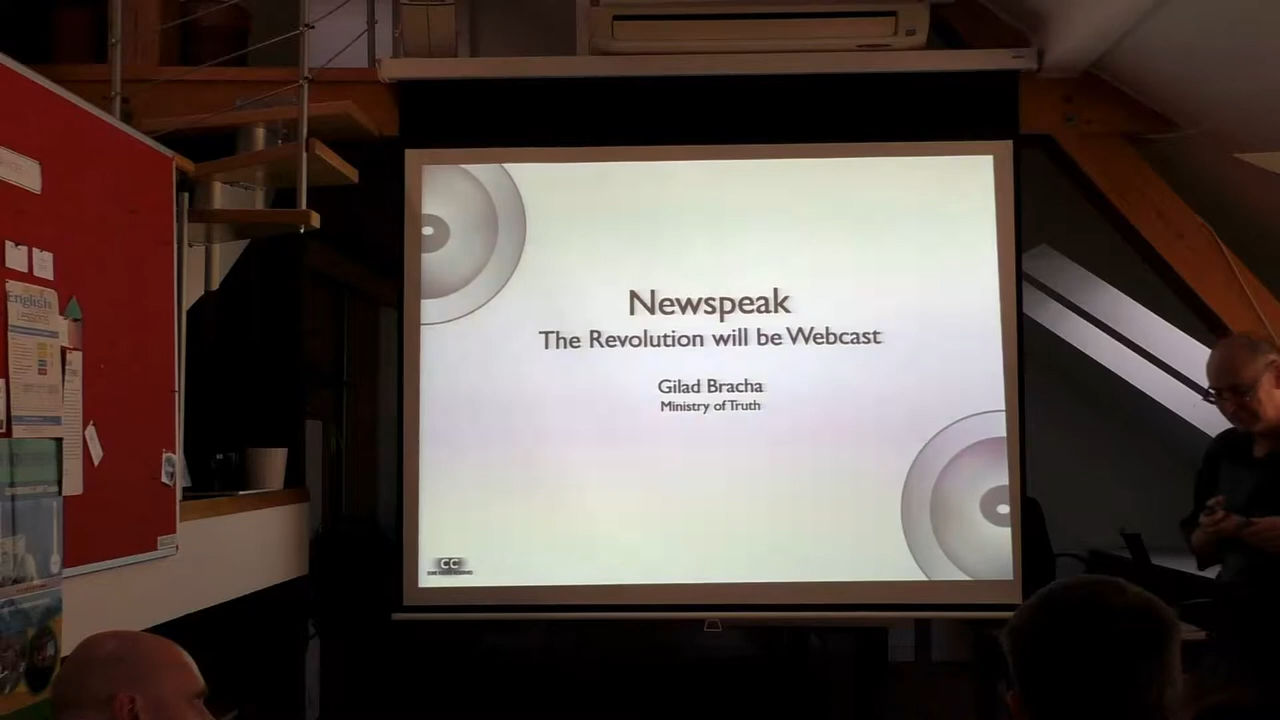 Newspeak
The Revolution will be Webcast
Gilad Bracha
Ministry of Truth
CC
English